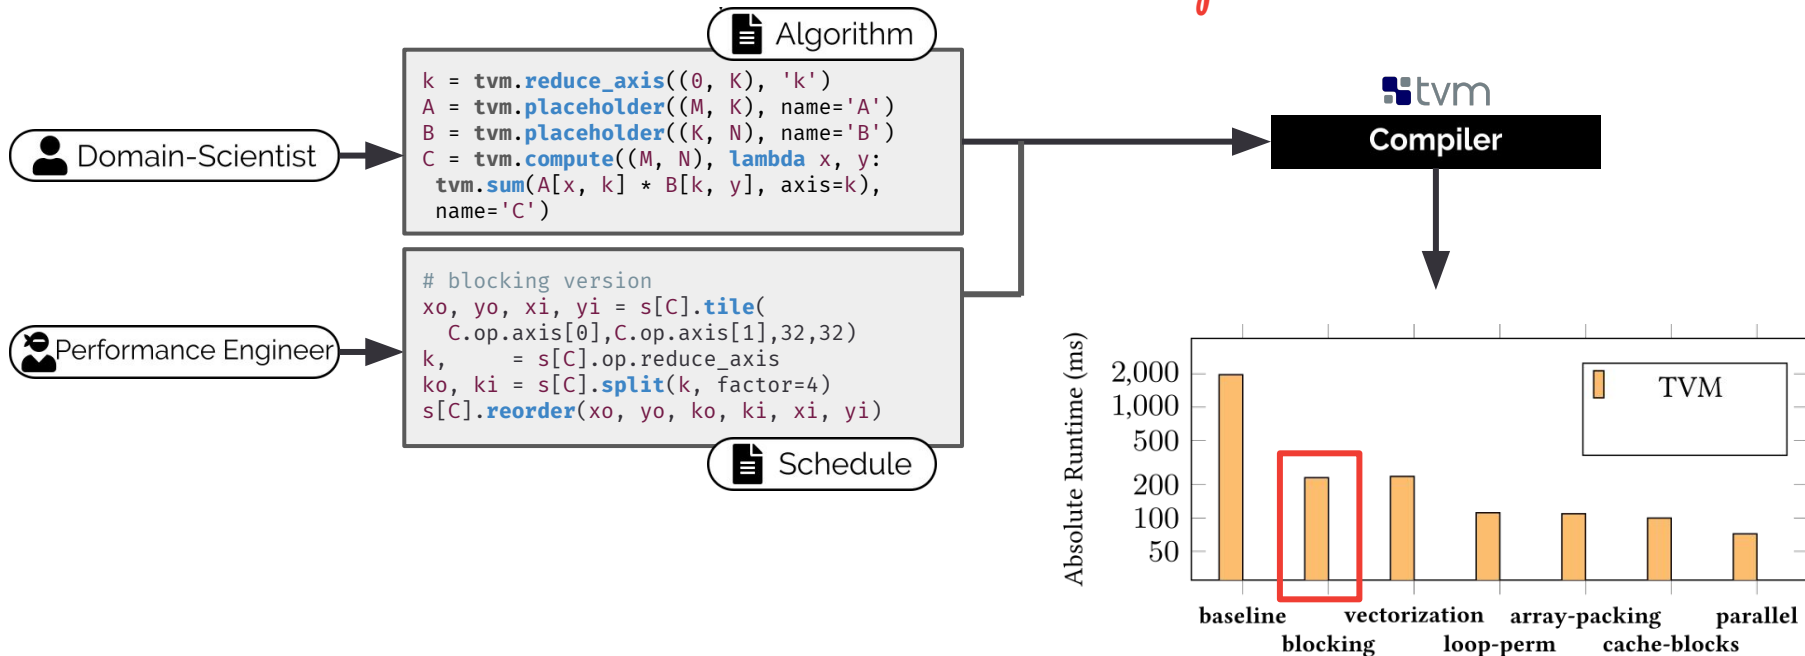 Algorithm
k = tvm.reduce_axis((0, K), 'k')
A = tvm.placeholder((M, K), name='A')
B = tvm.placeholder((K, N), name='B')
C = tvm.compute((M, N), lambda x, y:
tvm.sum(A[x, k] * B[k, y], axis=k),
name='C')
Domain-Scientist
# blocking version
xo, yo, xi, yi = s[C].tile(
C.op.axis[0],C.op.axis[1],32,32)
k,     = s[C].op.reduce_axis
ko, ki = s[C].split(k, factor=4)
s[C].reorder(xo, yo, ko, ki, xi, yi)
Performance Engineer
Schedule
tvm
Compiler
Absolute Runtime (ms)
2,000
1,000
500
200
100
50
TVM
baseline
blocking
vectorization
loop-perm
array-packing
cache-blocks
parallel